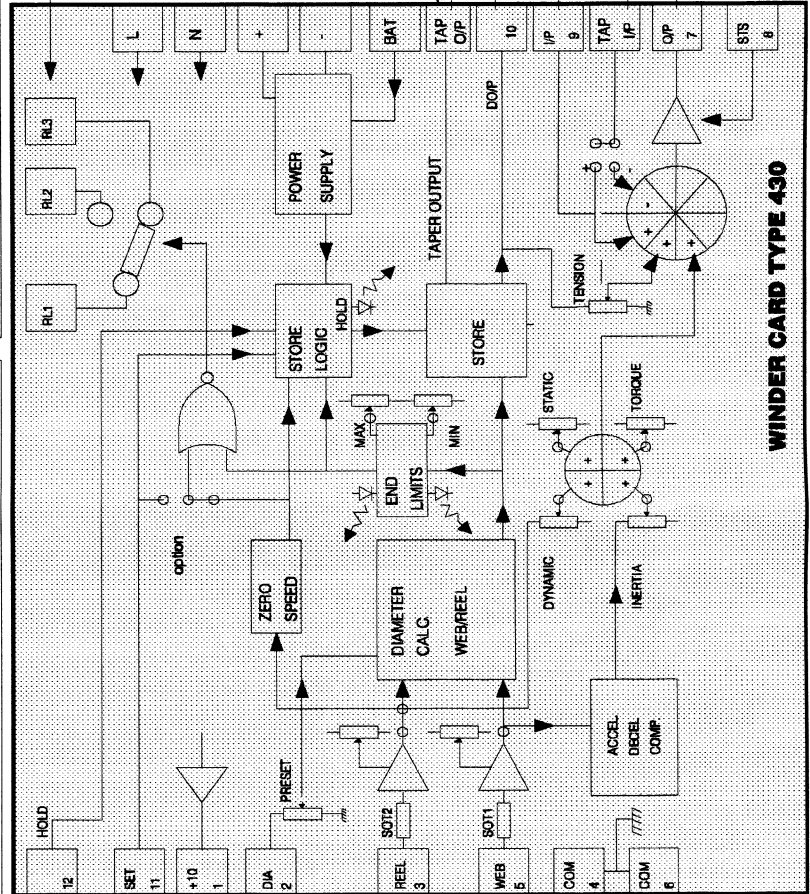 L
N
+
-
BAT
TAP
O/P
10
I/P
9
TAP
I/P
O/P
7
STS
8
RL1
RL2
RL3
POWER
SUPPLY
TAPER OUTPUT
DO/P
STORE
LOGIC
HOLD
STORE
TENSION
+
-
-
+
+
+
option
MAX
MIN
END
LIMITS
STATIC
TORQUE
+
+
+
+
ZERO
SPEED
DIAMETER
CALC.
WEB/REEL
DYNAMIC
INERTIA
PRESET
SOT2
SOT1
ACCEL
DECEL
COMP.
HOLD
12
SET
11
+10
1
DIA
2
REEL
3
WEB
5
COM
4
COM
6
WINDER CARD TYPE 430